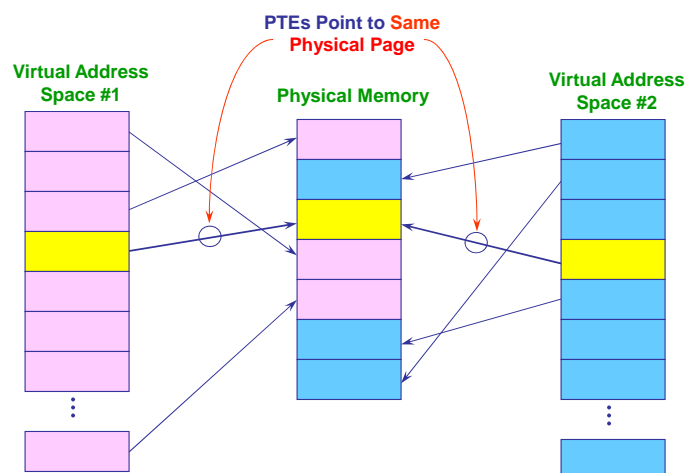 PTEs Point to Same
Physical Page
Virtual Address
Space #1
Physical Memory
Virtual Address
Space #2